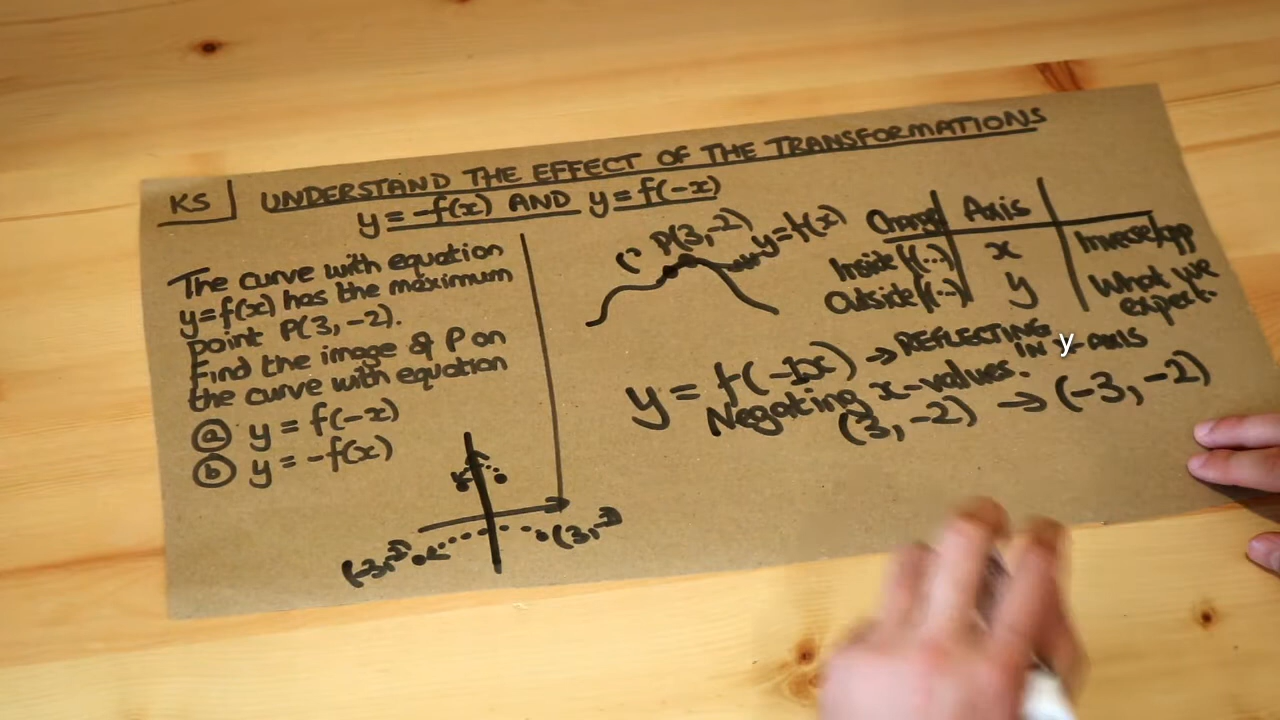 K5
UNDERSTAND THE EFFECT OF THE TRANSFORMATIONS
y = -f(x) AND y = f(-x)
The curve with equation
y=f(x) has the maximum
point P(3, -2).
Find the image of P on
the curve with equation
(a) y = f(-x)
(b) y = -f(x)
P(3, -2)
y=f(x)
Change Axis
Inside (...) x Inverse/opp
Outside (...) y What we
expect.
y = f(-1x) → REFLECTING
IN y-AXIS
Negating x-values.
(3, -2) → (-3, -2)
(3, -2)
(-3, -2)